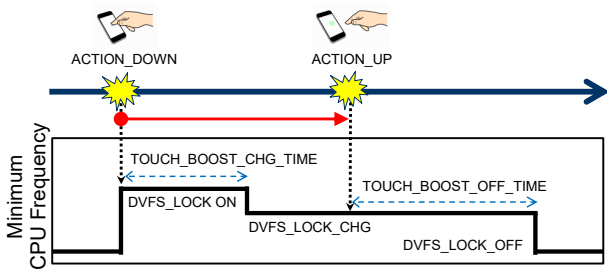 ACTION_DOWN
ACTION_UP
TOUCH_BOOST_CHG_TIME
TOUCH_BOOST_OFF_TIME
DVFS_LOCK ON
DVFS_LOCK_CHG
DVFS_LOCK_OFF
Minimum
CPU Frequency